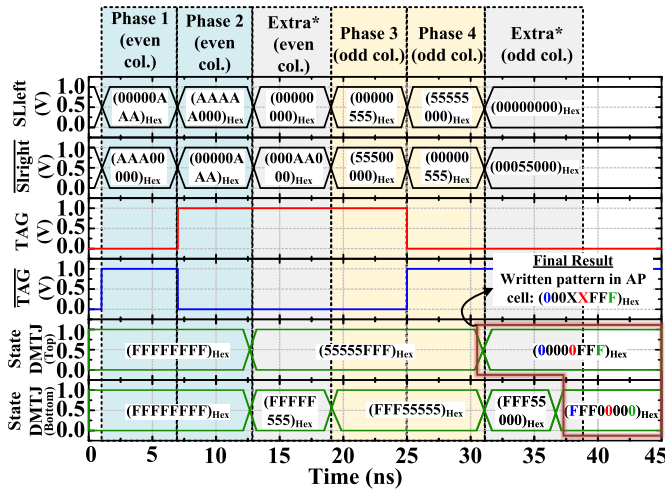 Phase 1
(even
col.)
Phase 2
(even
col.)
Extra*
(even
col.)
Phase 3
(odd col.)
Phase 4
(odd col.)
Extra*
(odd col.)
SLleft
(V)
1.0
0.5
0.0
(00000A
AA)Hex
(AAAA
A000)Hex
(00000
000)Hex
(00000
555)Hex
(55555
000)Hex
(00000000)Hex
Slright
(V)
1.0
0.5
0.0
(AAA00
000)Hex
(00000A
AA)Hex
(000AA0
00)Hex
(55500
000)Hex
(00000
555)Hex
(00055000)Hex
TAG
(V)
1.0
0.5
0.0
Final Result
Written pattern in AP
cell: (000XXFFF)Hex
TAG
(V)
1.0
0.5
0.0
State
DMTJ
(Top)
1.0
0.5
0.0
(FFFFFFFF)Hex
(55555FFF)Hex
(00000FFF)Hex
State
DMTJ
(Bottom)
1.0
0.5
0.0
(FFFFFFFF)Hex
(FFFFF
555)Hex
(FFF55555)Hex
(FFF55
000)Hex
(FFF00000)Hex
0 5 10 15 20 25 30 35 40 45
Time (ns)